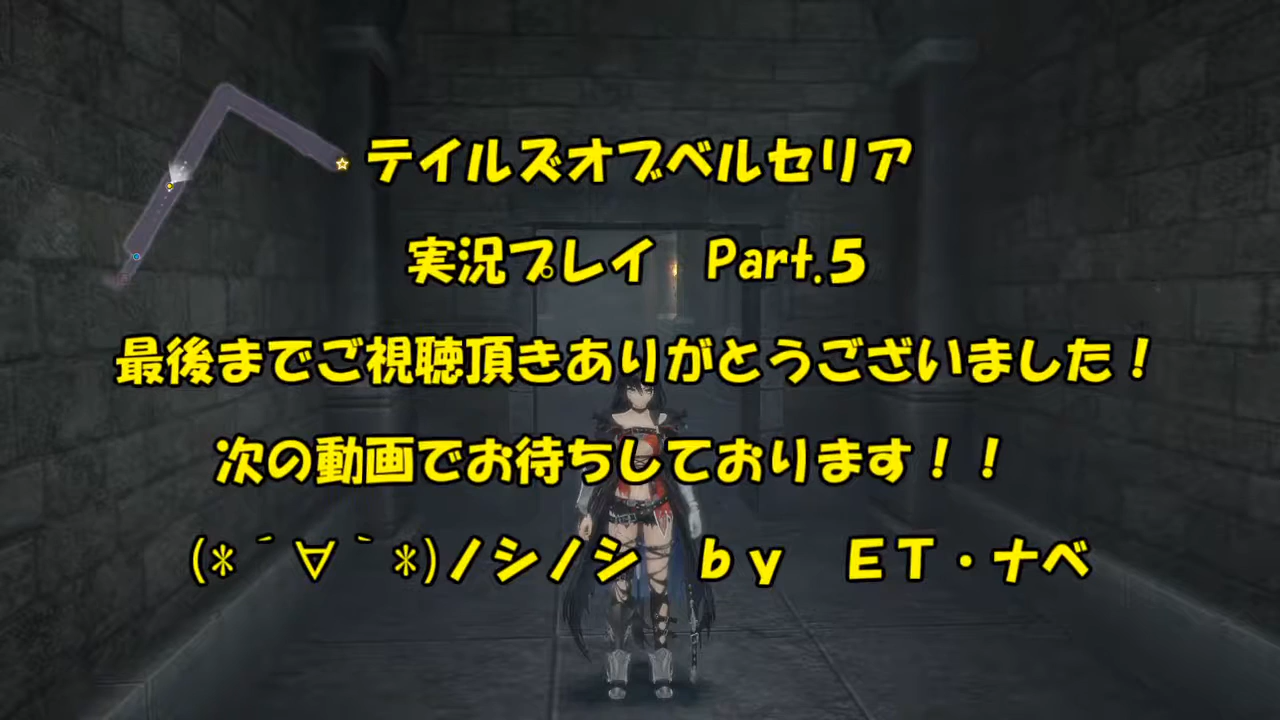 テイルズオブベルセリア
実況プレイ　Part.5
最後までご視聴頂きありがとうございました！
次の動画でお待ちしております！！
(*´∀｀*)ノシノシ　ｂｙ　ＥＴ・ナベ